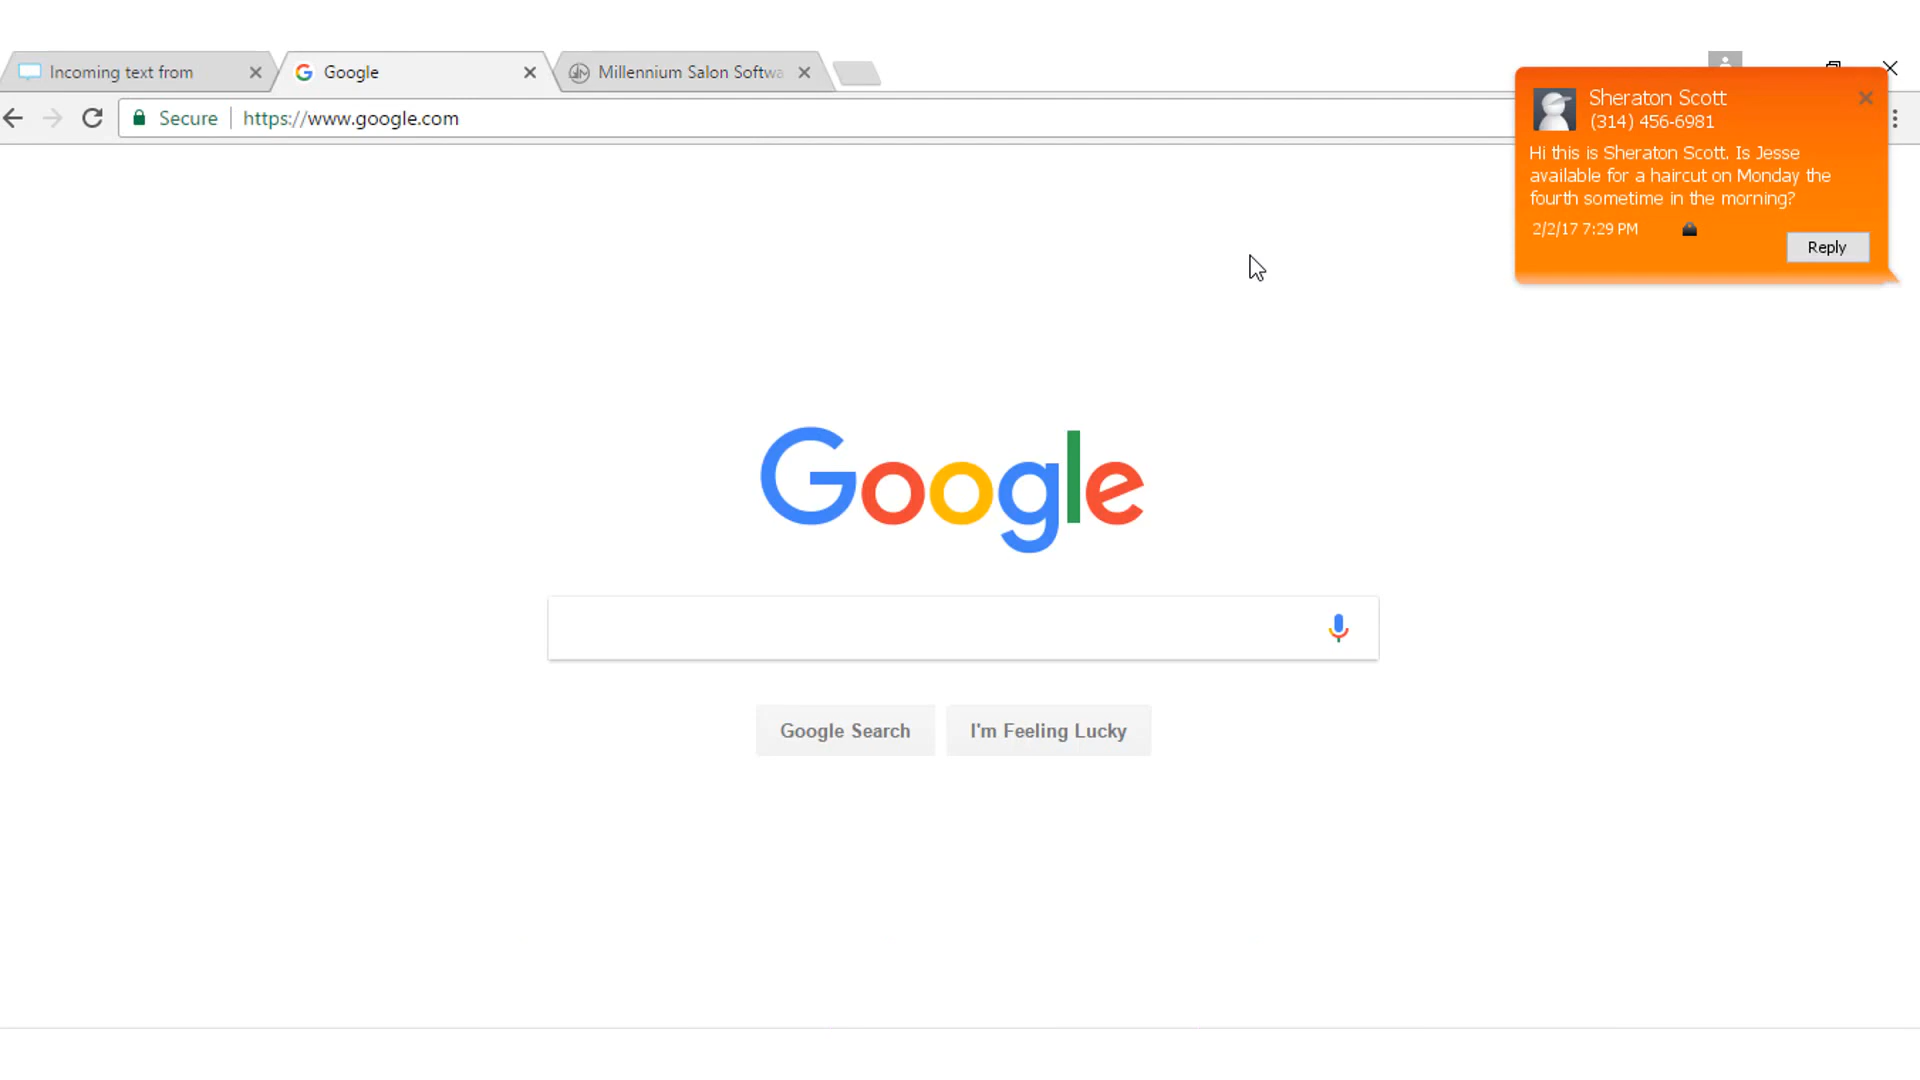 Incoming text from
Google
Millennium Salon Softwa
Secure
https://www.google.com
Sheraton Scott
(314) 456-6981
Hi this is Sheraton Scott. Is Jesse
available for a haircut on Monday the
fourth sometime in the morning?
2/2/17 7:29 PM
Reply
Google
Google Search
I'm Feeling Lucky